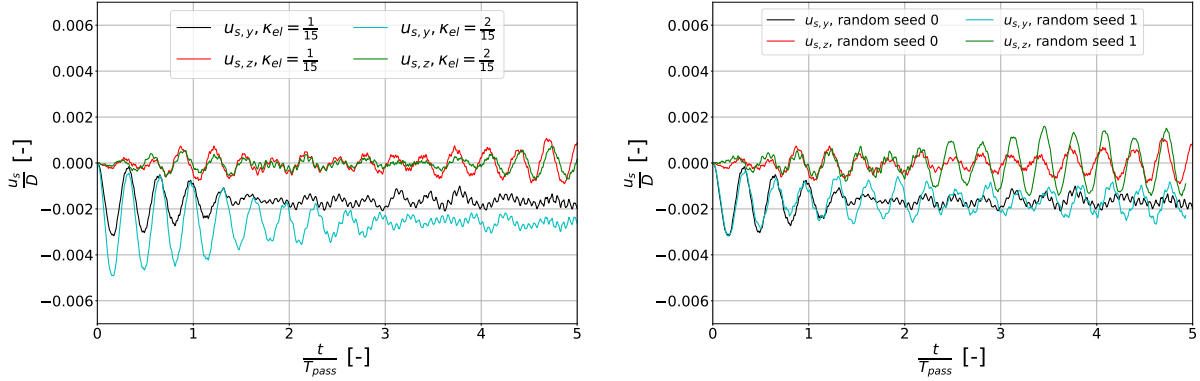 u_{s,y}, κ_{el} = 1/15 u_{s,y}, κ_{el} = 2/15
u_{s,z}, κ_{el} = 1/15 u_{s,z}, κ_{el} = 2/15
0.006
0.004
0.002
0.000
−0.002
−0.004
−0.006
u_s/D [-]
0 1 2 3 4 5
t/T_{pass} [-]
u_{s,y}, random seed 0 u_{s,y}, random seed 1
u_{s,z}, random seed 0 u_{s,z}, random seed 1
0.006
0.004
0.002
0.000
−0.002
−0.004
−0.006
u_s/D [-]
0 1 2 3 4 5
t/T_{pass} [-]